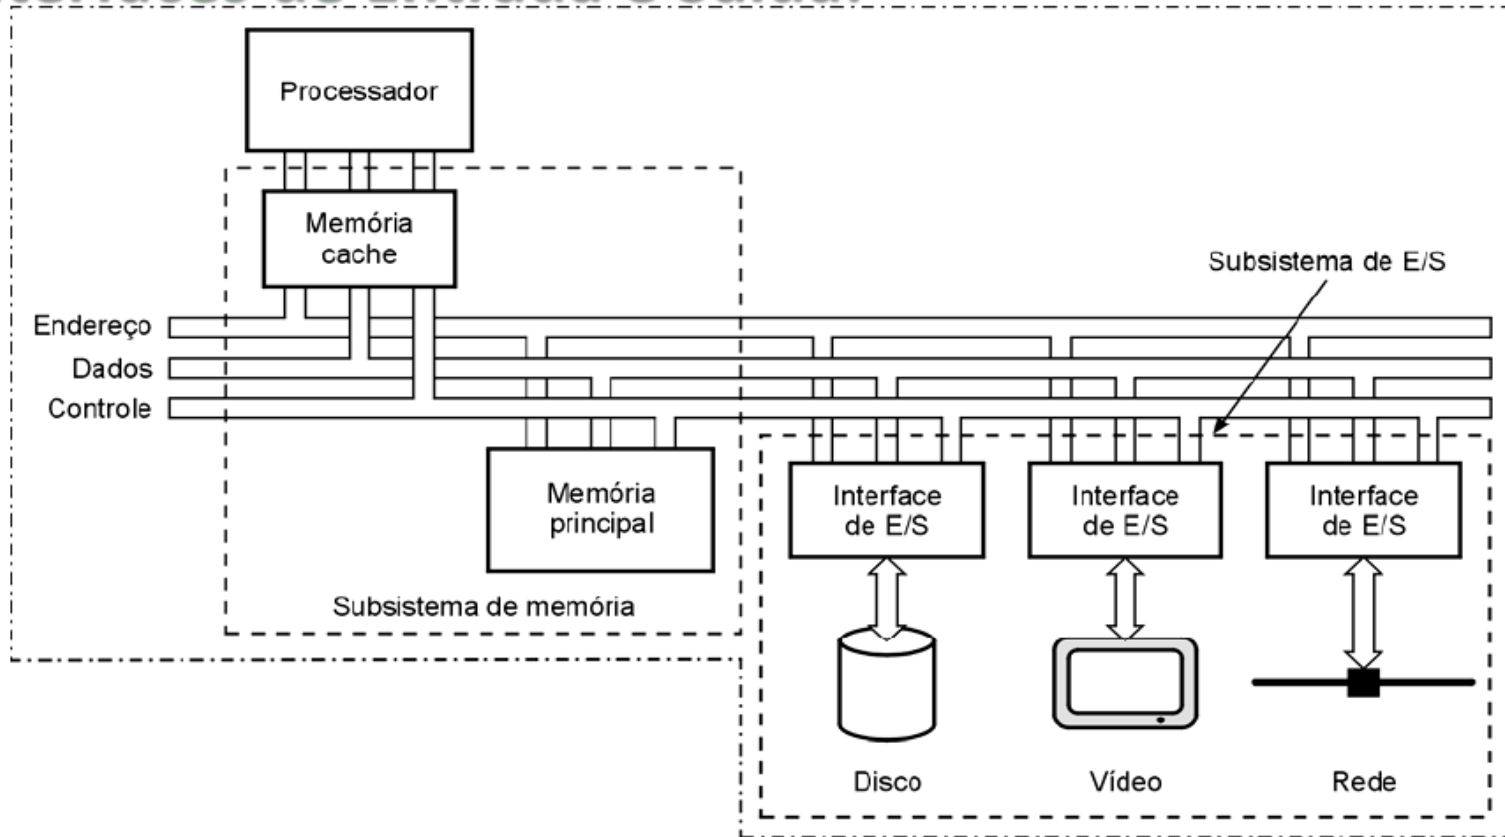 Processador
Memória
cache
Subsistema de E/S
Endereço
Dados
Controle
Memória
principal
Interface
de E/S
Interface
de E/S
Interface
de E/S
Subsistema de memória
Disco
Vídeo
Rede